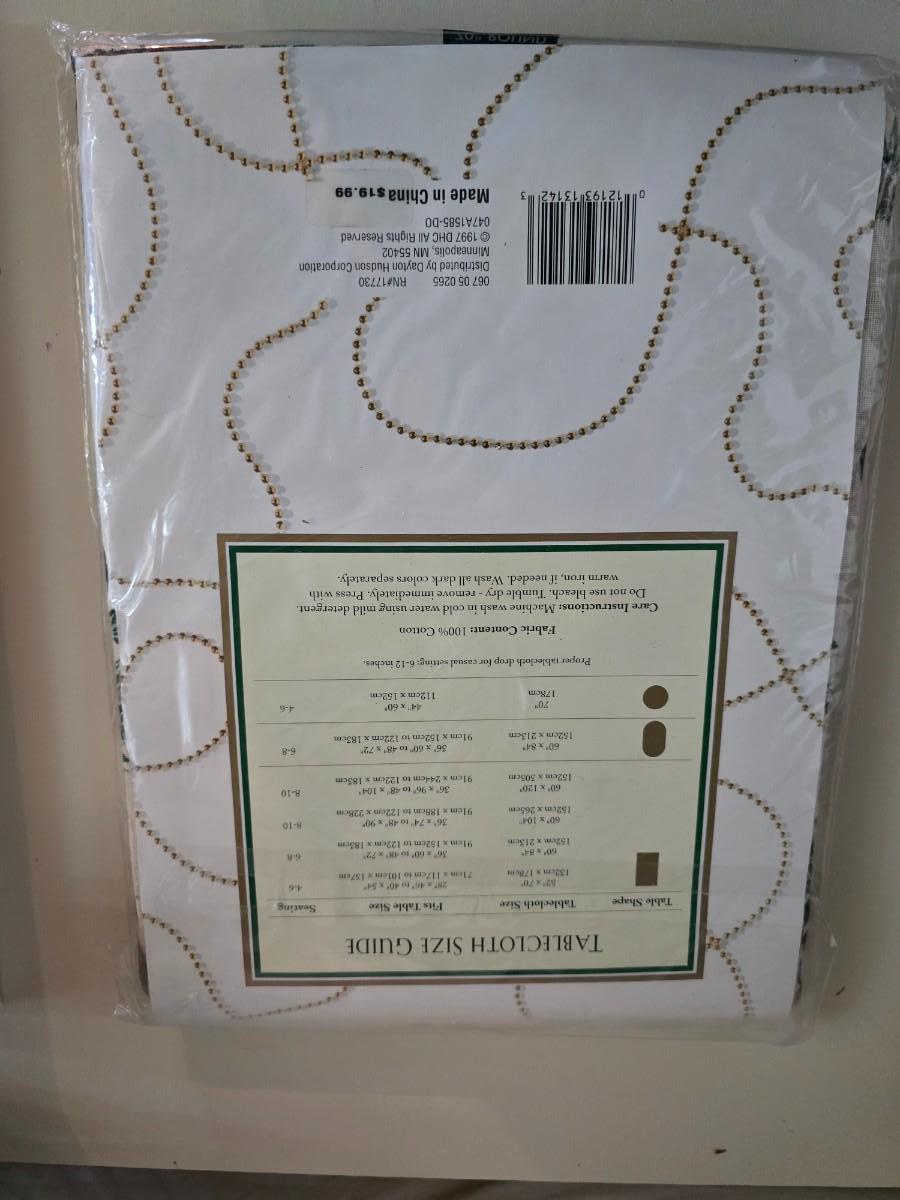 TABLECLOTH SIZE GUIDE
Table Shape Tablecloth Size Fits Table Size Seating
52" x 70" 28" x 46" to 40" x 54" 4-6
132cm x 178cm 71cm x 117cm to 101cm x 137cm
60" x 84" 36" x 60" to 48" x 72" 6-8
152cm x 213cm 91cm x 152cm to 122cm x 183cm
60" x 104" 36" x 74" to 48" x 90" 8-10
152cm x 265cm 91cm x 188cm to 122cm x 228cm
60" x 120" 36" x 96" to 48" x 104" 8-10
152cm x 305cm 91cm x 244cm to 122cm x 183cm
60" x 84" 36" x 60" to 48" x 72" 6-8
152cm x 213cm 91cm x 152cm to 122cm x 183cm
70" 44" x 60" 4-6
178cm 112cm x 152cm
Proper tablecloth drop for casual setting: 6-12 inches.
Fabric Content: 100% Cotton
Care Instructions: Machine wash in cold water using mild detergent.
Do not use bleach. Tumble dry - remove immediately. Press with
warm iron, if needed. Wash all dark colors separately.
067 05 0265 RN#17730
Distributed by Dayton Hudson Corporation
Minneapolis, MN 55402
© 1997 DHC All Rights Reserved
047A1585-DO
Made in China $19.99
0 12193 13142 3
70" ROUND